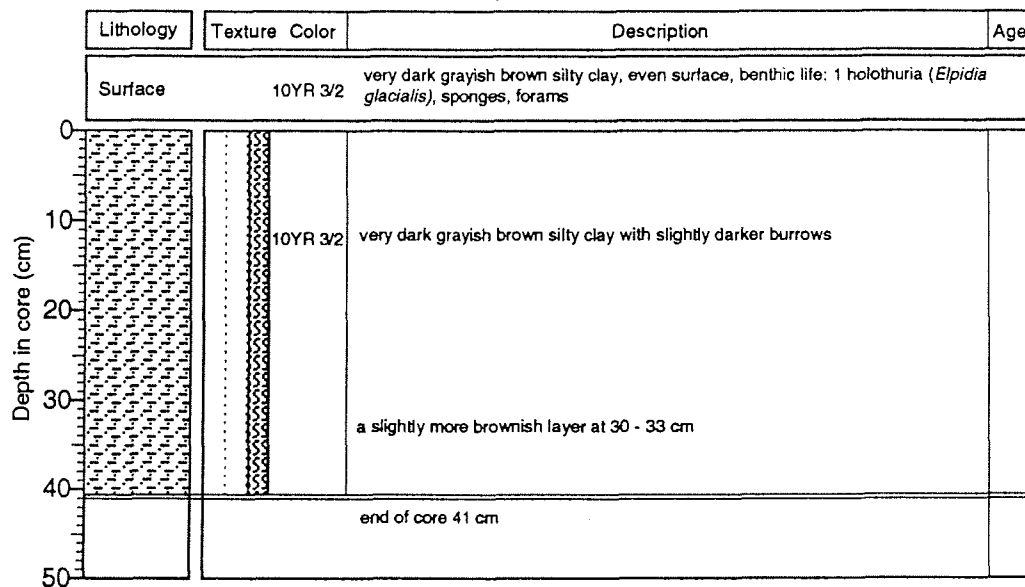 Lithology Texture Color Description Age
Surface 10YR 3/2 very dark grayish brown silty clay, even surface, benthic life: 1 holothuria (Elpidia
glacialis), sponges, forams
0
10
10YR 3/2 very dark grayish brown silty clay with slightly darker burrows
20
30
a slightly more brownish layer at 30 - 33 cm
40
end of core 41 cm
50
Depth in core (cm)